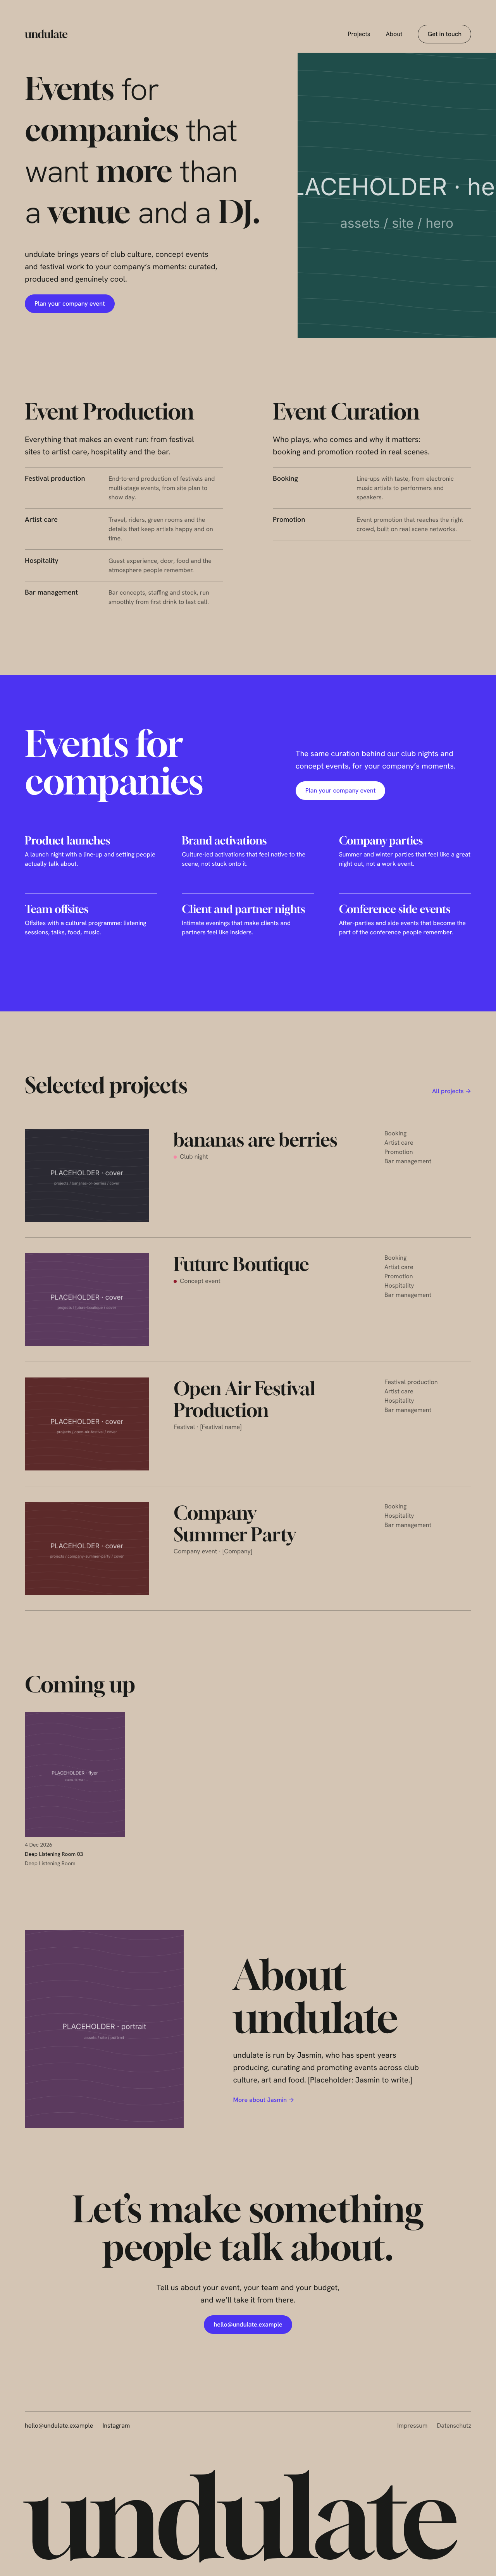 undulate
Projects
About
Get in touch
Events for
companies that
want more than
a venue and a DJ.
undulate brings years of club culture, concept events
and festival work to your company’s moments: curated,
produced and genuinely cool.
Plan your company event
LACEHOLDER · he
assets / site / hero
Event Production
Everything that makes an event run: from festival
sites to artist care, hospitality and the bar.
Festival production
End-to-end production of festivals and
multi-stage events, from site plan to
show day.
Artist care
Travel, riders, green rooms and the
details that keep artists happy and on
time.
Hospitality
Guest experience, door, food and the
atmosphere people remember.
Bar management
Bar concepts, staffing and stock, run
smoothly from first drink to last call.
Event Curation
Who plays, who comes and why it matters:
booking and promotion rooted in real scenes.
Booking
Line-ups with taste, from electronic
music artists to performers and
speakers.
Promotion
Event promotion that reaches the right
crowd, built on real scene networks.
Events for
companies
The same curation behind our club nights and
concept events, for your company’s moments.
Plan your company event
Product launches
A launch night with a line-up and setting people
actually talk about.
Brand activations
Culture-led activations that feel native to the
scene, not stuck onto it.
Company parties
Summer and winter parties that feel like a great
night out, not a work event.
Team offsites
Offsites with a cultural programme: listening
sessions, talks, food, music.
Client and partner nights
Intimate evenings that make clients and
partners feel like insiders.
Conference side events
After-parties and side events that become the
part of the conference people remember.
Selected projects
All projects →
PLACEHOLDER · cover
projects / bananas-or-berries / cover
bananas are berries
Club night
Booking
Artist care
Promotion
Bar management
PLACEHOLDER · cover
projects / future-boutique / cover
Future Boutique
Concept event
Booking
Artist care
Promotion
Hospitality
Bar management
PLACEHOLDER · cover
projects / open-air-festival / cover
Open Air Festival
Production
Festival · [Festival name]
Festival production
Artist care
Hospitality
Bar management
PLACEHOLDER · cover
projects / company-summer-party / cover
Company
Summer Party
Company event · [Company]
Booking
Hospitality
Bar management
Coming up
PLACEHOLDER · flyer
4 Dec 2026
Deep Listening Room 03
Deep Listening Room
PLACEHOLDER · portrait
assets / site / portrait
About
undulate
undulate is run by Jasmin, who has spent years
producing, curating and promoting events across club
culture, art and food. [Placeholder: Jasmin to write.]
More about Jasmin →
Let’s make something
people talk about.
Tell us about your event, your team and your budget,
and we’ll take it from there.
hello@undulate.example
hello@undulate.example
Instagram
Impressum
Datenschutz
undulate